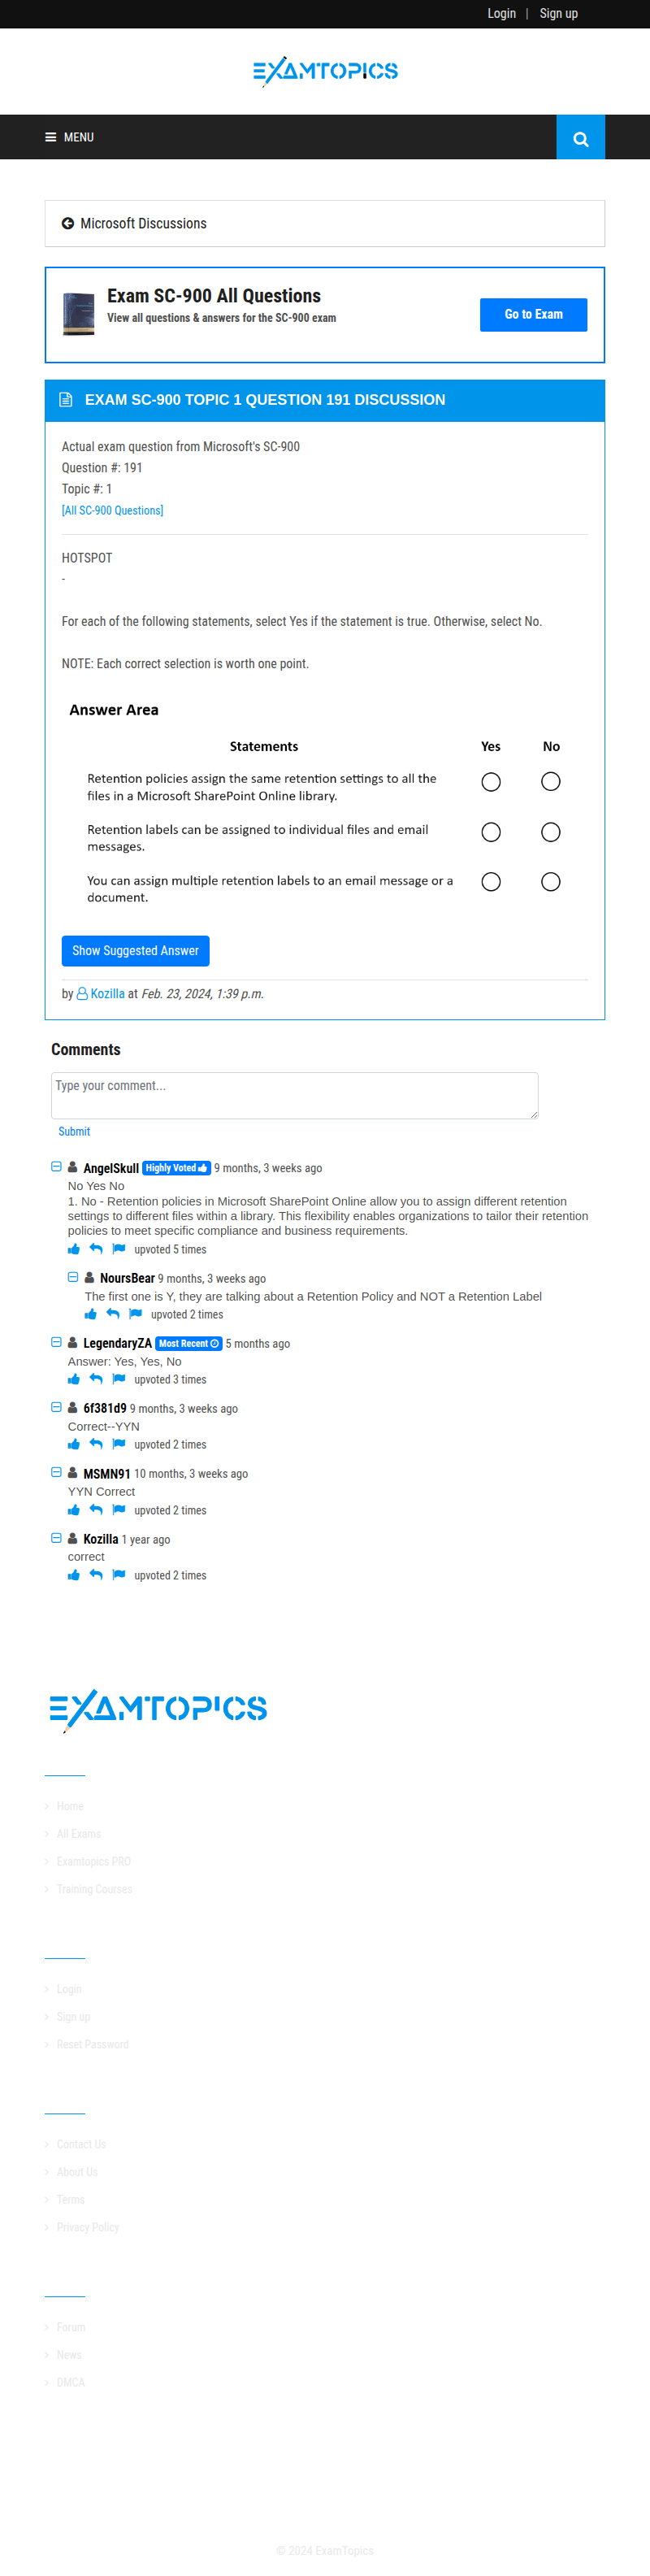 Login | Sign up
EXAMTOPICS
MENU
Microsoft Discussions
Exam SC-900 All Questions
View all questions & answers for the SC-900 exam
Go to Exam
EXAM SC-900 TOPIC 1 QUESTION 191 DISCUSSION
Actual exam question from Microsoft's SC-900
Question #: 191
Topic #: 1
[All SC-900 Questions]
HOTSPOT
-
For each of the following statements, select Yes if the statement is true. Otherwise, select No.
NOTE: Each correct selection is worth one point.
Answer Area
Statements Yes No
Retention policies assign the same retention settings to all the
files in a Microsoft SharePoint Online library.
Retention labels can be assigned to individual files and email
messages.
You can assign multiple retention labels to an email message or a
document.
Show Suggested Answer
by Kozilla at Feb. 23, 2024, 1:39 p.m.
Comments
Type your comment...
Submit
AngelSkull Highly Voted 9 months, 3 weeks ago
No Yes No
1. No - Retention policies in Microsoft SharePoint Online allow you to assign different retention
settings to different files within a library. This flexibility enables organizations to tailor their retention
policies to meet specific compliance and business requirements.
upvoted 5 times
NoursBear 9 months, 3 weeks ago
The first one is Y, they are talking about a Retention Policy and NOT a Retention Label
upvoted 2 times
LegendaryZA Most Recent 5 months ago
Answer: Yes, Yes, No
upvoted 3 times
6f381d9 9 months, 3 weeks ago
Correct--YYN
upvoted 2 times
MSMN91 10 months, 3 weeks ago
YYN Correct
upvoted 2 times
Kozilla 1 year ago
correct
upvoted 2 times
EXAMTOPICS
Home
All Exams
Examtopics PRO
Training Courses
Login
Sign up
Reset Password
Contact Us
About Us
Terms
Privacy Policy
Forum
News
DMCA
© 2024 ExamTopics